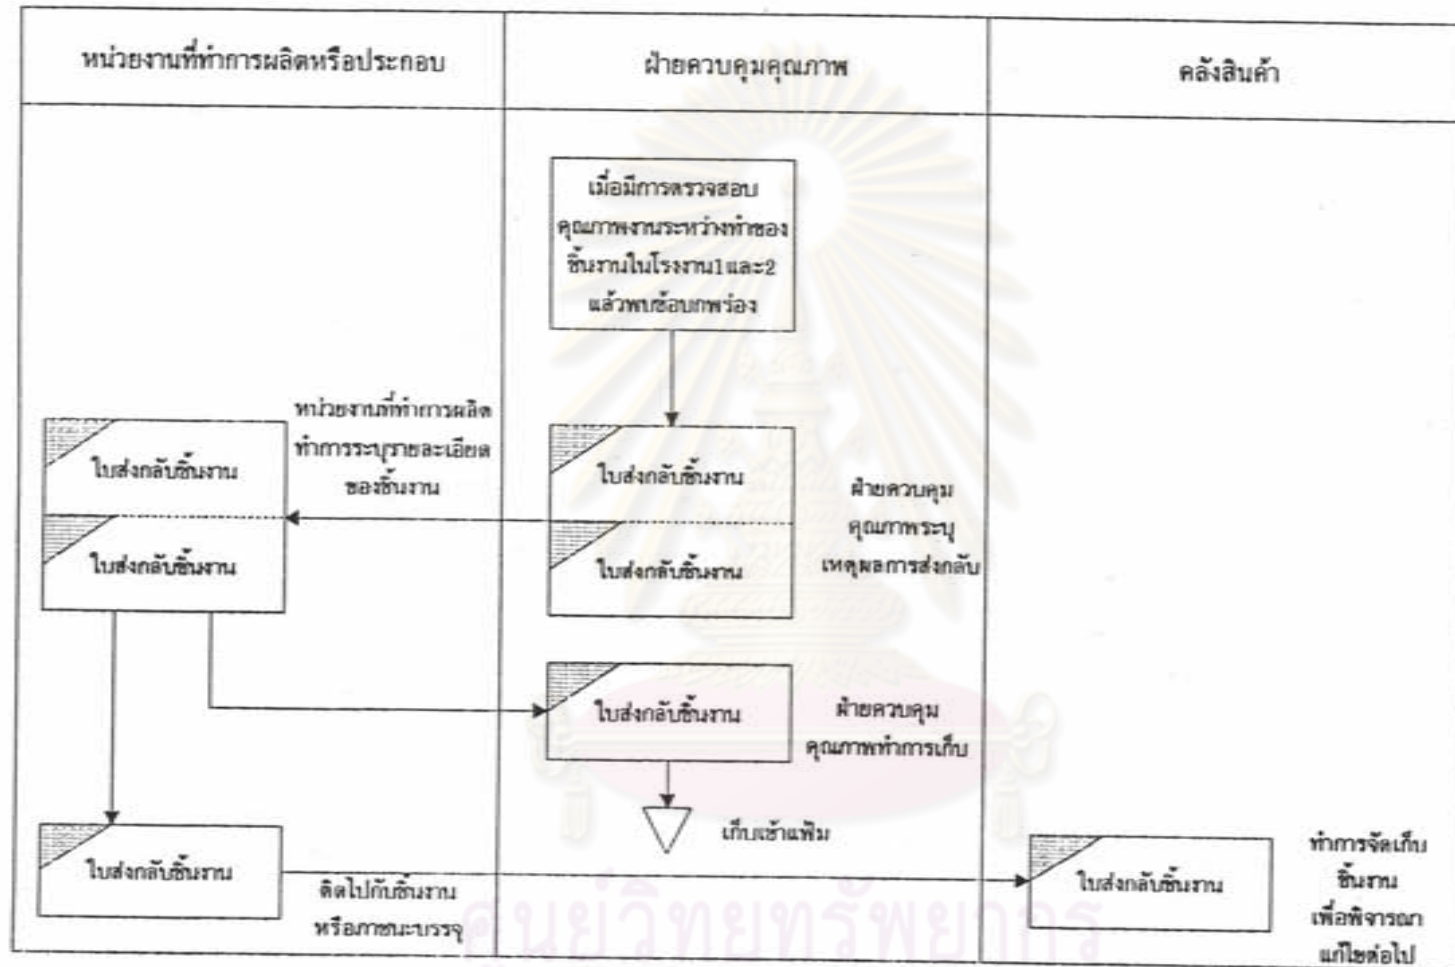 หน่วยงานที่ทำการผลิตหรือประกอบ
ฝ่ายควบคุมคุณภาพ
คลังสินค้า
เมื่อมีการตรวจสอบ
คุณภาพงานระหว่างทำของ
ชิ้นงานในโรงงาน1และ2
แล้วพบข้อบกพร่อง
หน่วยงานที่ทำการผลิต
ทำการระบุรายละเอียด
ของชิ้นงาน
ใบส่งกลับชิ้นงาน
ใบส่งกลับชิ้นงาน
ใบส่งกลับชิ้นงาน
ใบส่งกลับชิ้นงาน
ฝ่ายควบคุม
คุณภาพระบุ
เหตุผลการส่งกลับ
ใบส่งกลับชิ้นงาน
ฝ่ายควบคุม
คุณภาพทำการเก็บ
เก็บเข้าแฟ้ม
ใบส่งกลับชิ้นงาน
ติดไปกับชิ้นงาน
หรือภาชนะบรรจุ
ใบส่งกลับชิ้นงาน
ทำการจัดเก็บ
ชิ้นงาน
เพื่อพิจารณา
แก้ไขต่อไป
ศูนย์วิทยทรัพยากร